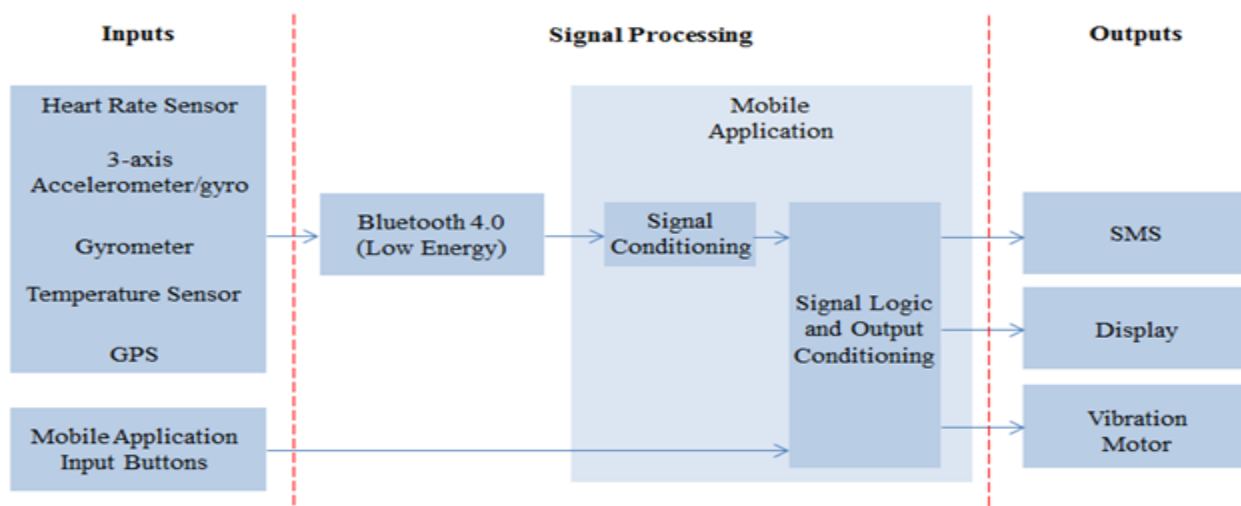 Inputs
Signal Processing
Outputs
Heart Rate Sensor
3-axis
Accelerometer/gyro
Gyrometer
Temperature Sensor
GPS
Mobile Application
Input Buttons
Bluetooth 4.0
(Low Energy)
Mobile
Application
Signal
Conditioning
Signal Logic
and Output
Conditioning
SMS
Display
Vibration
Motor